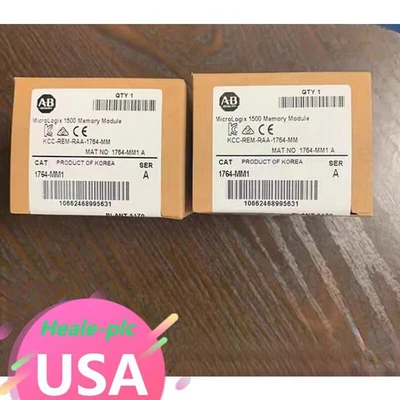 AB
QTY 1
MicroLogix 1500 Memory Module
KCC-REM-RAA-1764-MM
MAT NO 1764-MM1 A
CAT PRODUCT OF KOREA SER
1764-MM1 A
10662468995631
AB
QTY 1
MicroLogix 1500 Memory Module
KCC-REM-RAA-1764-MM
MAT NO 1764-MM1 A
CAT PRODUCT OF KOREA SER
1764-MM1 A
10662468995631
Heale-plc
USA